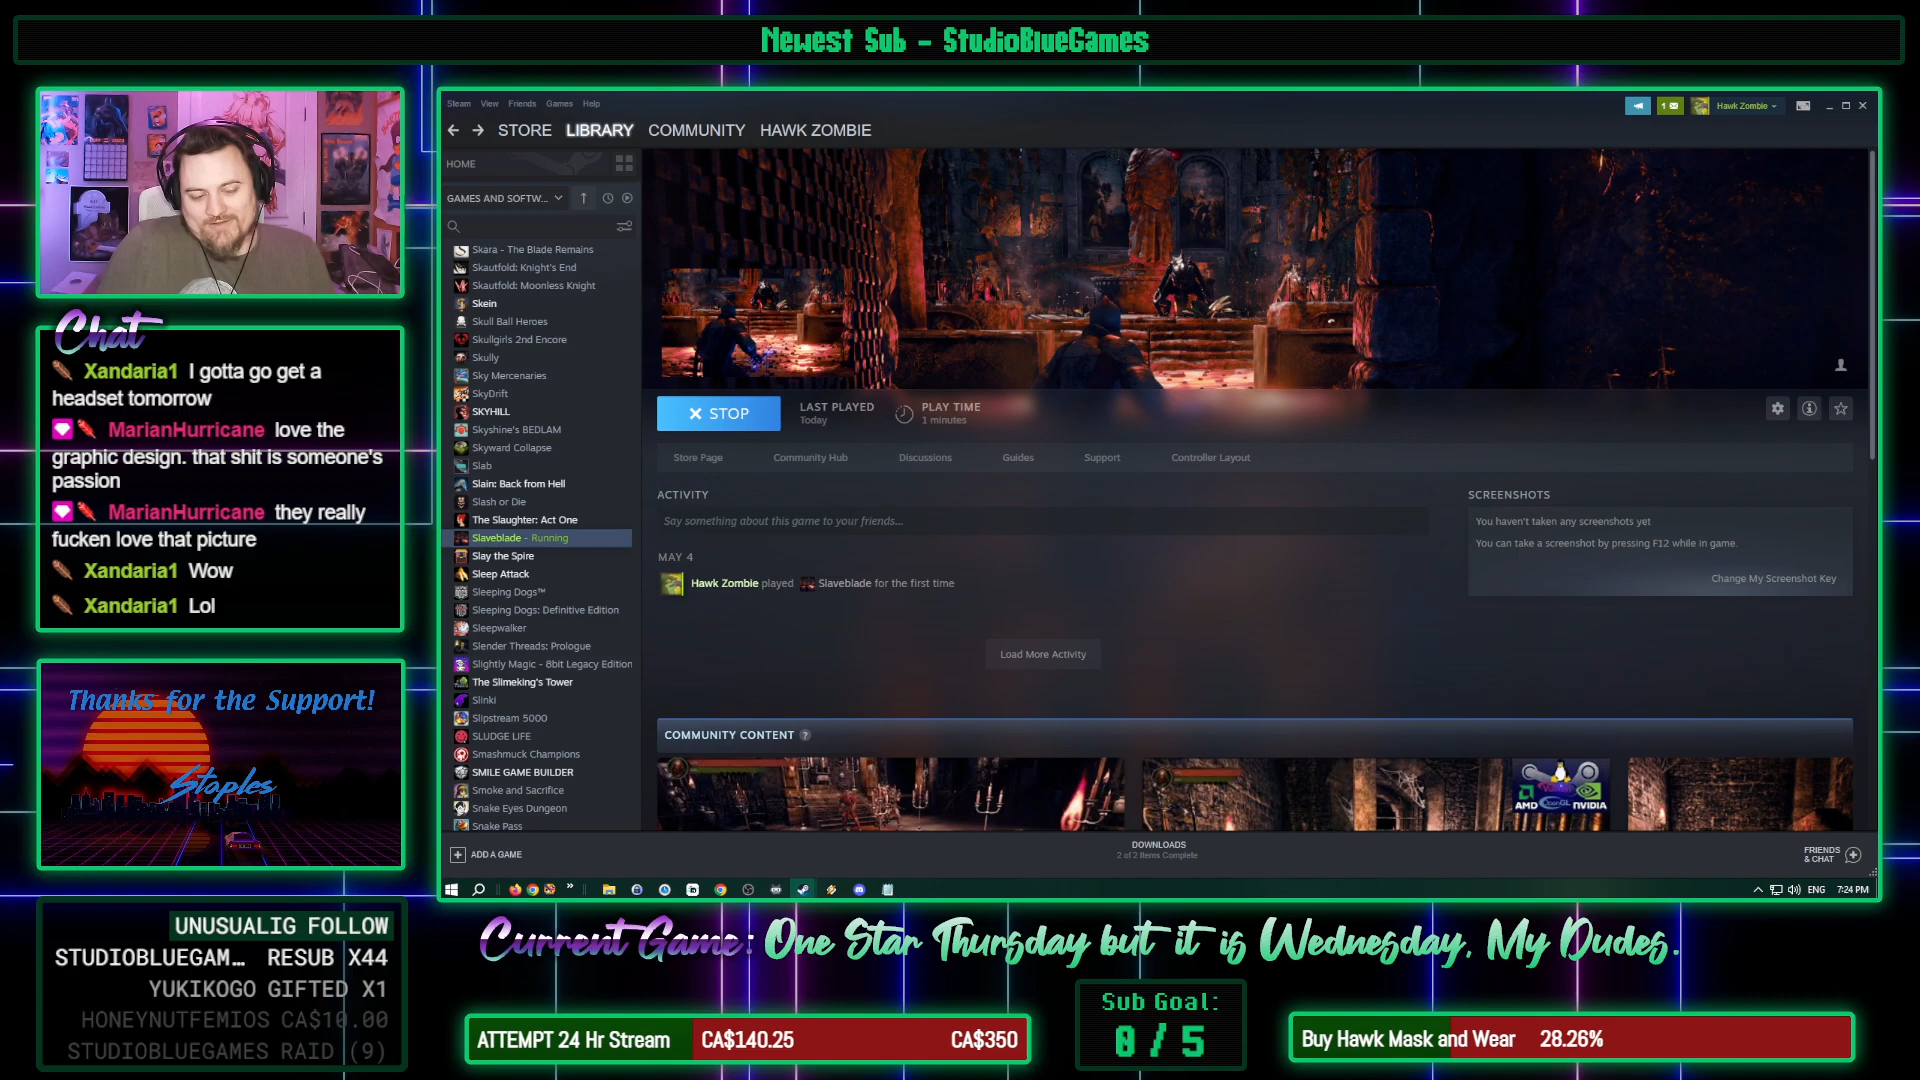 Newest Sub - StudioBlueGames
Steam View Friends Games Help
1
Hawk Zombie
STORE LIBRARY COMMUNITY HAWK ZOMBIE
HOME
GAMES AND SOFTW...
Skara - The Blade Remains
Skautfold: Knight's End
Skautfold: Moonless Knight
Skein
Skull Ball Heroes
Skullgirls 2nd Encore
Skully
Sky Mercenaries
SkyDrift
SKYHILL
Skyshine's BEDLAM
Skyward Collapse
Slab
Slain: Back from Hell
Slash or Die
The Slaughter: Act One
Slaveblade - Running
Slay the Spire
Sleep Attack
Sleeping Dogs™
Sleeping Dogs: Definitive Edition
Sleepwalker
Slender Threads: Prologue
Slightly Magic - 8bit Legacy Edition
The Slimeking's Tower
Slinki
Slipstream 5000
SLUDGE LIFE
Smashmuck Champions
SMILE GAME BUILDER
Smoke and Sacrifice
Snake Eyes Dungeon
Snake Pass
STOP
LAST PLAYED
Today
PLAY TIME
1 minutes
Store Page Community Hub Discussions Guides Support Controller Layout
ACTIVITY
Say something about this game to your friends...
MAY 4
Hawk Zombie played Slaveblade for the first time
Load More Activity
SCREENSHOTS
You haven't taken any screenshots yet
You can take a screenshot by pressing F12 while in game.
Change My Screenshot Key
COMMUNITY CONTENT ?
AMD OpenGL NVIDIA
ADD A GAME
DOWNLOADS
2 of 2 Items Complete
FRIENDS
& CHAT
ENG 7:24 PM
Chat
Xandaria1 I gotta go get a
headset tomorrow
MarianHurricane love the
graphic design. that shit is someone's
passion
MarianHurricane they really
fucken love that picture
Xandaria1 Wow
Xandaria1 Lol
Thanks for the Support!
Staples
UNUSUALIG FOLLOW
STUDIOBLUEGAM... RESUB X44
YUKIKOGO GIFTED X1
HONEYNUTFEMIOS CA$10.00
STUDIOBLUEGAMES RAID (9)
Current Game: One Star Thursday but it is Wednesday, My Dudes.
ATTEMPT 24 Hr Stream CA$140.25 CA$350
Sub Goal:
0 / 5
Buy Hawk Mask and Wear 28.26%